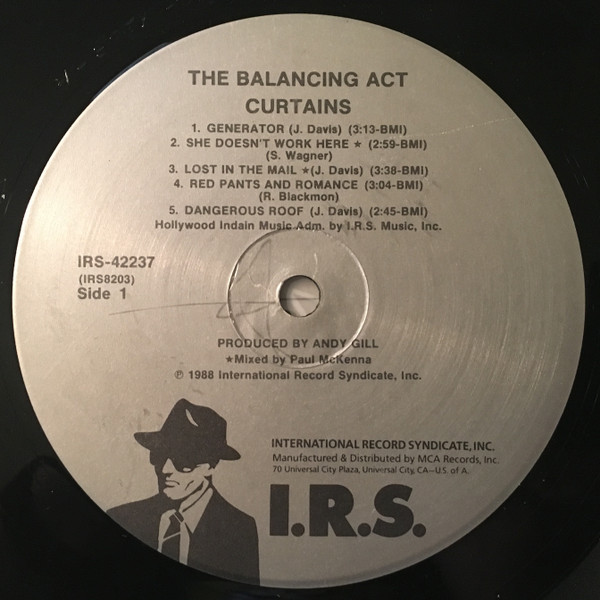 THE BALANCING ACT
CURTAINS
1. GENERATOR (J. Davis) (3:13-BMI)
2. SHE DOESN'T WORK HERE ★ (2:59-BMI)
(S. Wagner)
3. LOST IN THE MAIL ★(J. Davis) (3:38-BMI)
4. RED PANTS AND ROMANCE (3:04-BMI)
(R. Blackmon)
5. DANGEROUS ROOF (J. Davis) (2:45-BMI)
Hollywood Indain Music Adm. by I.R.S. Music, Inc.
IRS-42237
(IRS8203)
Side 1
PRODUCED BY ANDY GILL
★Mixed by Paul McKenna
℗ 1988 International Record Syndicate, Inc.
INTERNATIONAL RECORD SYNDICATE, INC.
Manufactured & Distributed by MCA Records, Inc.
70 Universal City Plaza, Universal City, CA—U.S. of A.
I.R.S.